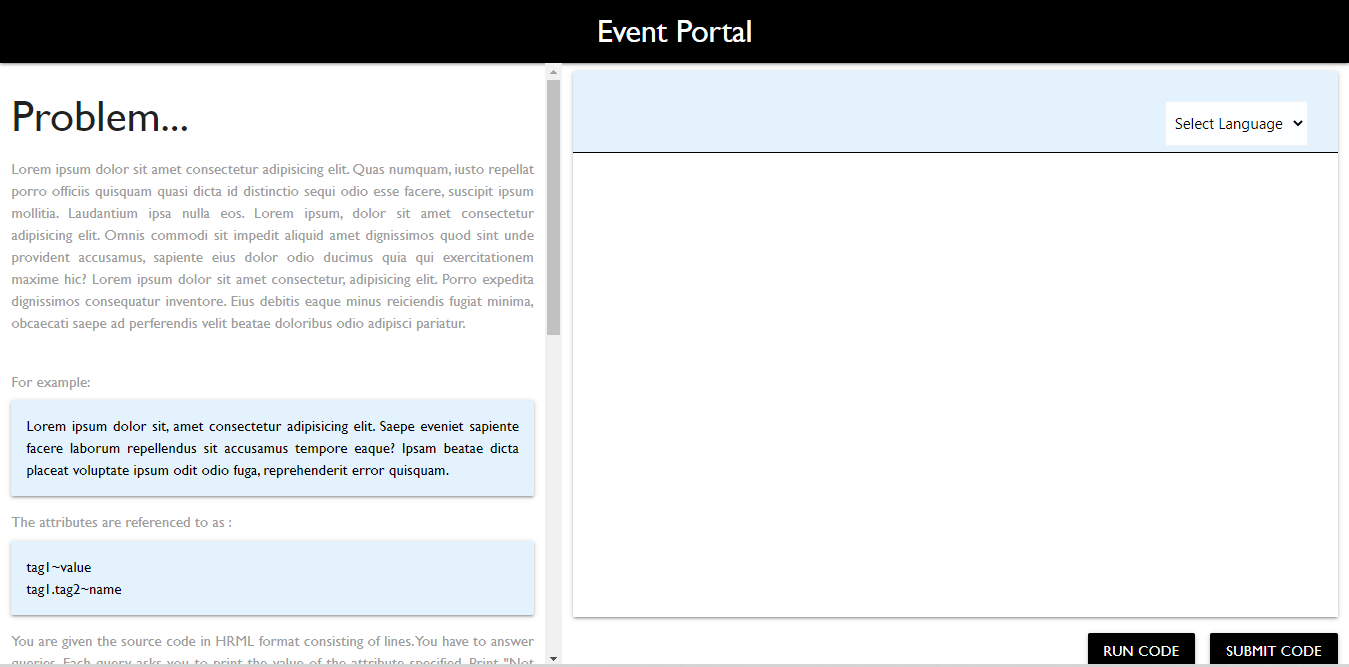 Event Portal
Problem...
Lorem ipsum dolor sit amet consectetur adipisicing elit. Quas numquam, iusto repellat
porro officiis quisquam quasi dicta id distinctio sequi odio esse facere, suscipit ipsum
mollitia. Laudantium ipsa nulla eos. Lorem ipsum, dolor sit amet consectetur
adipisicing elit. Omnis commodi sit impedit aliquid amet dignissimos quod sint unde
provident accusamus, sapiente eius dolor odio ducimus quia qui exercitationem
maxime hic? Lorem ipsum dolor sit amet consectetur, adipisicing elit. Porro expedita
dignissimos consequatur inventore. Eius debitis eaque minus reiciendis fugiat minima,
obcaecati saepe ad perferendis velit beatae doloribus odio adipisci pariatur.
For example:
Lorem ipsum dolor sit, amet consectetur adipisicing elit. Saepe eveniet sapiente
facere laborum repellendus sit accusamus tempore eaque? Ipsam beatae dicta
placeat voluptate ipsum odit odio fuga, reprehenderit error quisquam.
The attributes are referenced to as :
tag1~value
tag1.tag2~name
You are given the source code in HRML format consisting of lines. You have to answer
queries. Each query asks you to print the value of the attribute specified. Print "Not
Select Language
RUN CODE
SUBMIT CODE